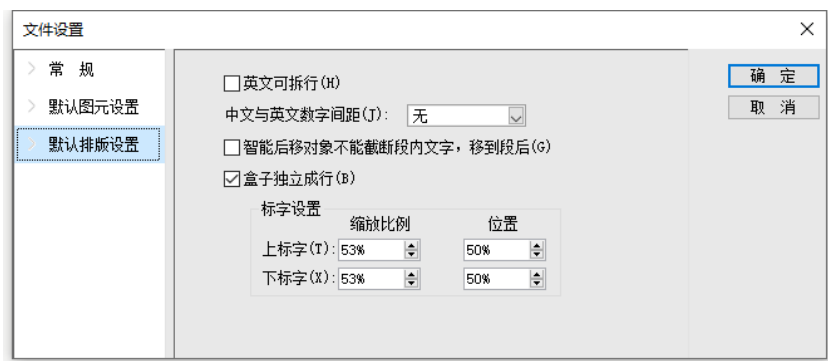 文件设置
常 规
默认图元设置
默认排版设置
英文可拆行(H)
中文与英文数字间距(J): 无
智能后移对象不能截断段内文字，移到段后(G)
盒子独立成行(B)
标字设置
缩放比例 位置
上标字(T): 53% 50%
下标字(X): 53% 50%
确 定
取 消